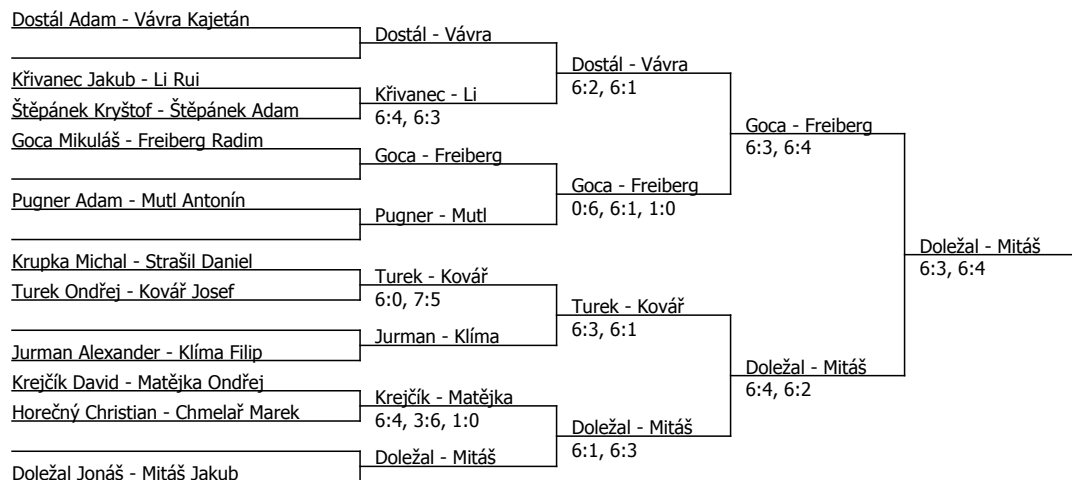 Dostál Adam - Vávra Kajetán
Křivanec Jakub - Li Rui
Štěpánek Kryštof - Štěpánek Adam
Goca Mikuláš - Freiberg Radim
Pugner Adam - Mutl Antonín
Krupka Michal - Strašil Daniel
Turek Ondřej - Kovář Josef
Jurman Alexander - Klíma Filip
Krejčík David - Matějka Ondřej
Horečný Christian - Chmelař Marek
Doležal Jonáš - Mitáš Jakub
Dostál - Vávra
Křivanec - Li
6:4, 6:3
Goca - Freiberg
Pugner - Mutl
Turek - Kovář
6:0, 7:5
Jurman - Klíma
Krejčík - Matějka
6:4, 3:6, 1:0
Doležal - Mitáš
Dostál - Vávra
6:2, 6:1
Goca - Freiberg
0:6, 6:1, 1:0
Turek - Kovář
6:3, 6:1
Doležal - Mitáš
6:1, 6:3
Goca - Freiberg
6:3, 6:4
Doležal - Mitáš
6:4, 6:2
Doležal - Mitáš
6:3, 6:4